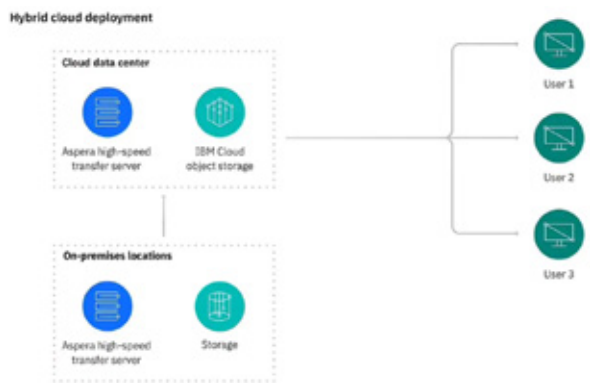 Hybrid cloud deployment
Cloud data center
Aspera high-speed
transfer server
IBM Cloud
object storage
On-premises locations
Aspera high-speed
transfer server
Storage
User 1
User 2
User 3